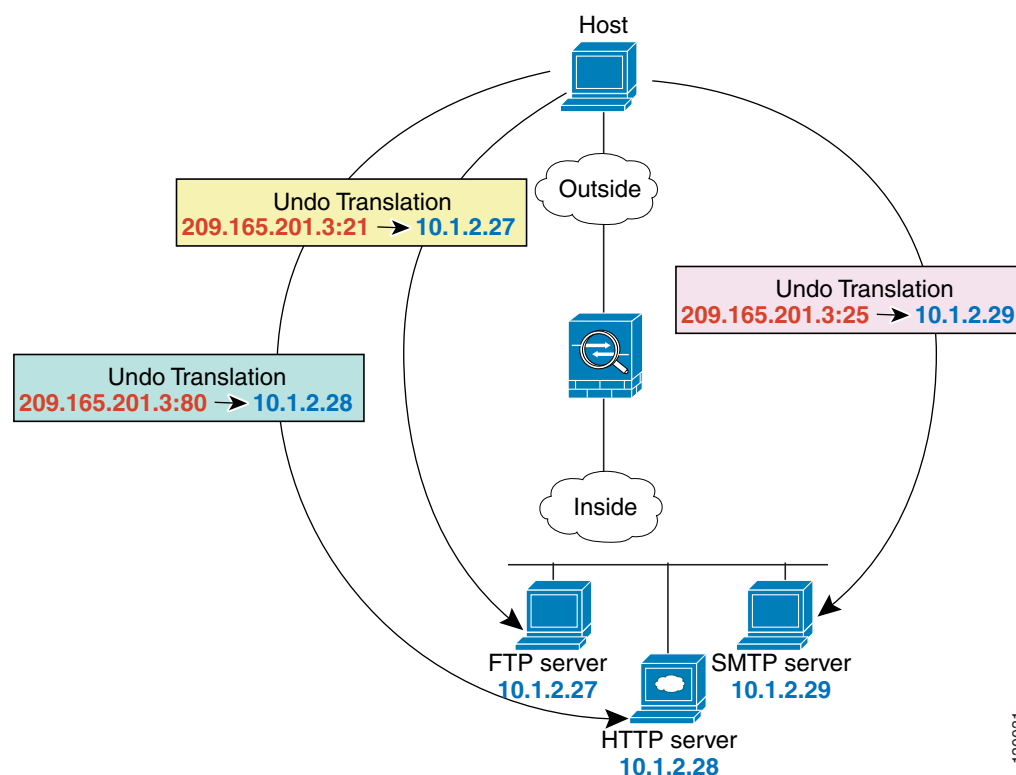 Host
Outside
Undo Translation
209.165.201.3:21 → 10.1.2.27
Undo Translation
209.165.201.3:25 → 10.1.2.29
Undo Translation
209.165.201.3:80 → 10.1.2.28
Inside
FTP server
10.1.2.27
SMTP server
10.1.2.29
HTTP server
10.1.2.28